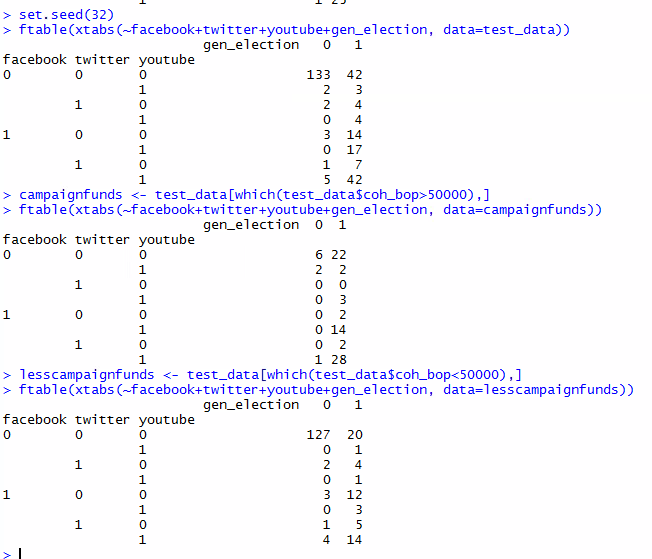 1 25
> set.seed(32)
> ftable(xtabs(~facebook+twitter+youtube+gen_election, data=test_data))
gen_election 0 1
facebook twitter youtube
0 0 0 133 42
1 2 3
1 0 2 4
1 0 4
1 0 0 3 14
1 0 17
1 0 1 7
1 5 42
> campaignfunds <- test_data[which(test_data$coh_bop>50000),]
> ftable(xtabs(~facebook+twitter+youtube+gen_election, data=campaignfunds))
gen_election 0 1
facebook twitter youtube
0 0 0 6 22
1 2 2
1 0 0 0
1 0 3
1 0 0 0 2
1 0 14
1 0 0 2
1 1 28
> lesscampaignfunds <- test_data[which(test_data$coh_bop<50000),]
> ftable(xtabs(~facebook+twitter+youtube+gen_election, data=lesscampaignfunds))
gen_election 0 1
facebook twitter youtube
0 0 0 127 20
1 0 1
1 0 2 4
1 0 1
1 0 0 3 12
1 0 3
1 0 1 5
1 4 14
>